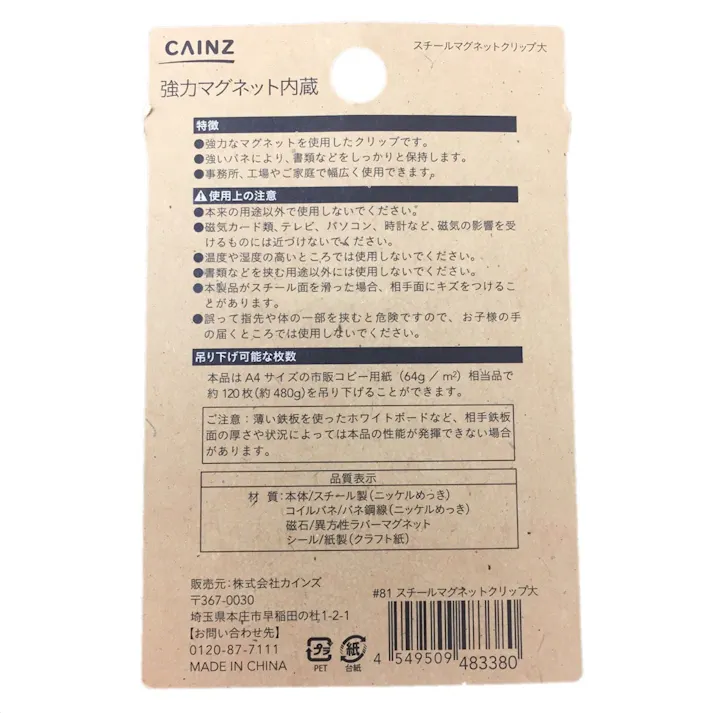 CAINZ
スチールマグネットクリップ大
強力マグネット内蔵
特徴
●強力なマグネットを使用したクリップです。
●強いバネにより、書類などをしっかりと保持します。
●事務所、工場やご家庭で幅広く使用できます。
⚠使用上の注意
●本来の用途以外で使用しないでください。
●磁気カード類、テレビ、パソコン、時計など、磁気の影響を受
けるものには近づけないでください。
●温度や湿度の高いところでは使用しないでください。
●書類などを挟む用途以外には使用しないでください。
●本製品がスチール面を滑った場合、相手面にキズをつけるこ
とがあります。
●誤って指先や体の一部を挟むと危険ですので、お子様の手
の届くところでは使用しないでください。
吊り下げ可能な枚数
本品はA4サイズの市販コピー用紙(64g/m²)相当品で
約120枚(約480g)を吊り下げることができます。
ご注意:薄い鉄板を使ったホワイトボードなど、相手鉄板
面の厚さや状況によっては本品の性能が発揮できない場合
があります。
品質表示
材 質:本体/スチール製(ニッケルめっき)
コイルバネ/バネ鋼線(ニッケルめっき)
磁石/異方性ラバーマグネット
シール/紙製(クラフト紙)
販売元:株式会社カインズ
〒367-0030
埼玉県本庄市早稲田の杜1-2-1
【お問い合わせ先】
0120-87-7111
MADE IN CHINA
プラ
PET
紙
台紙
#81 スチールマグネットクリップ大
4 549509 483380